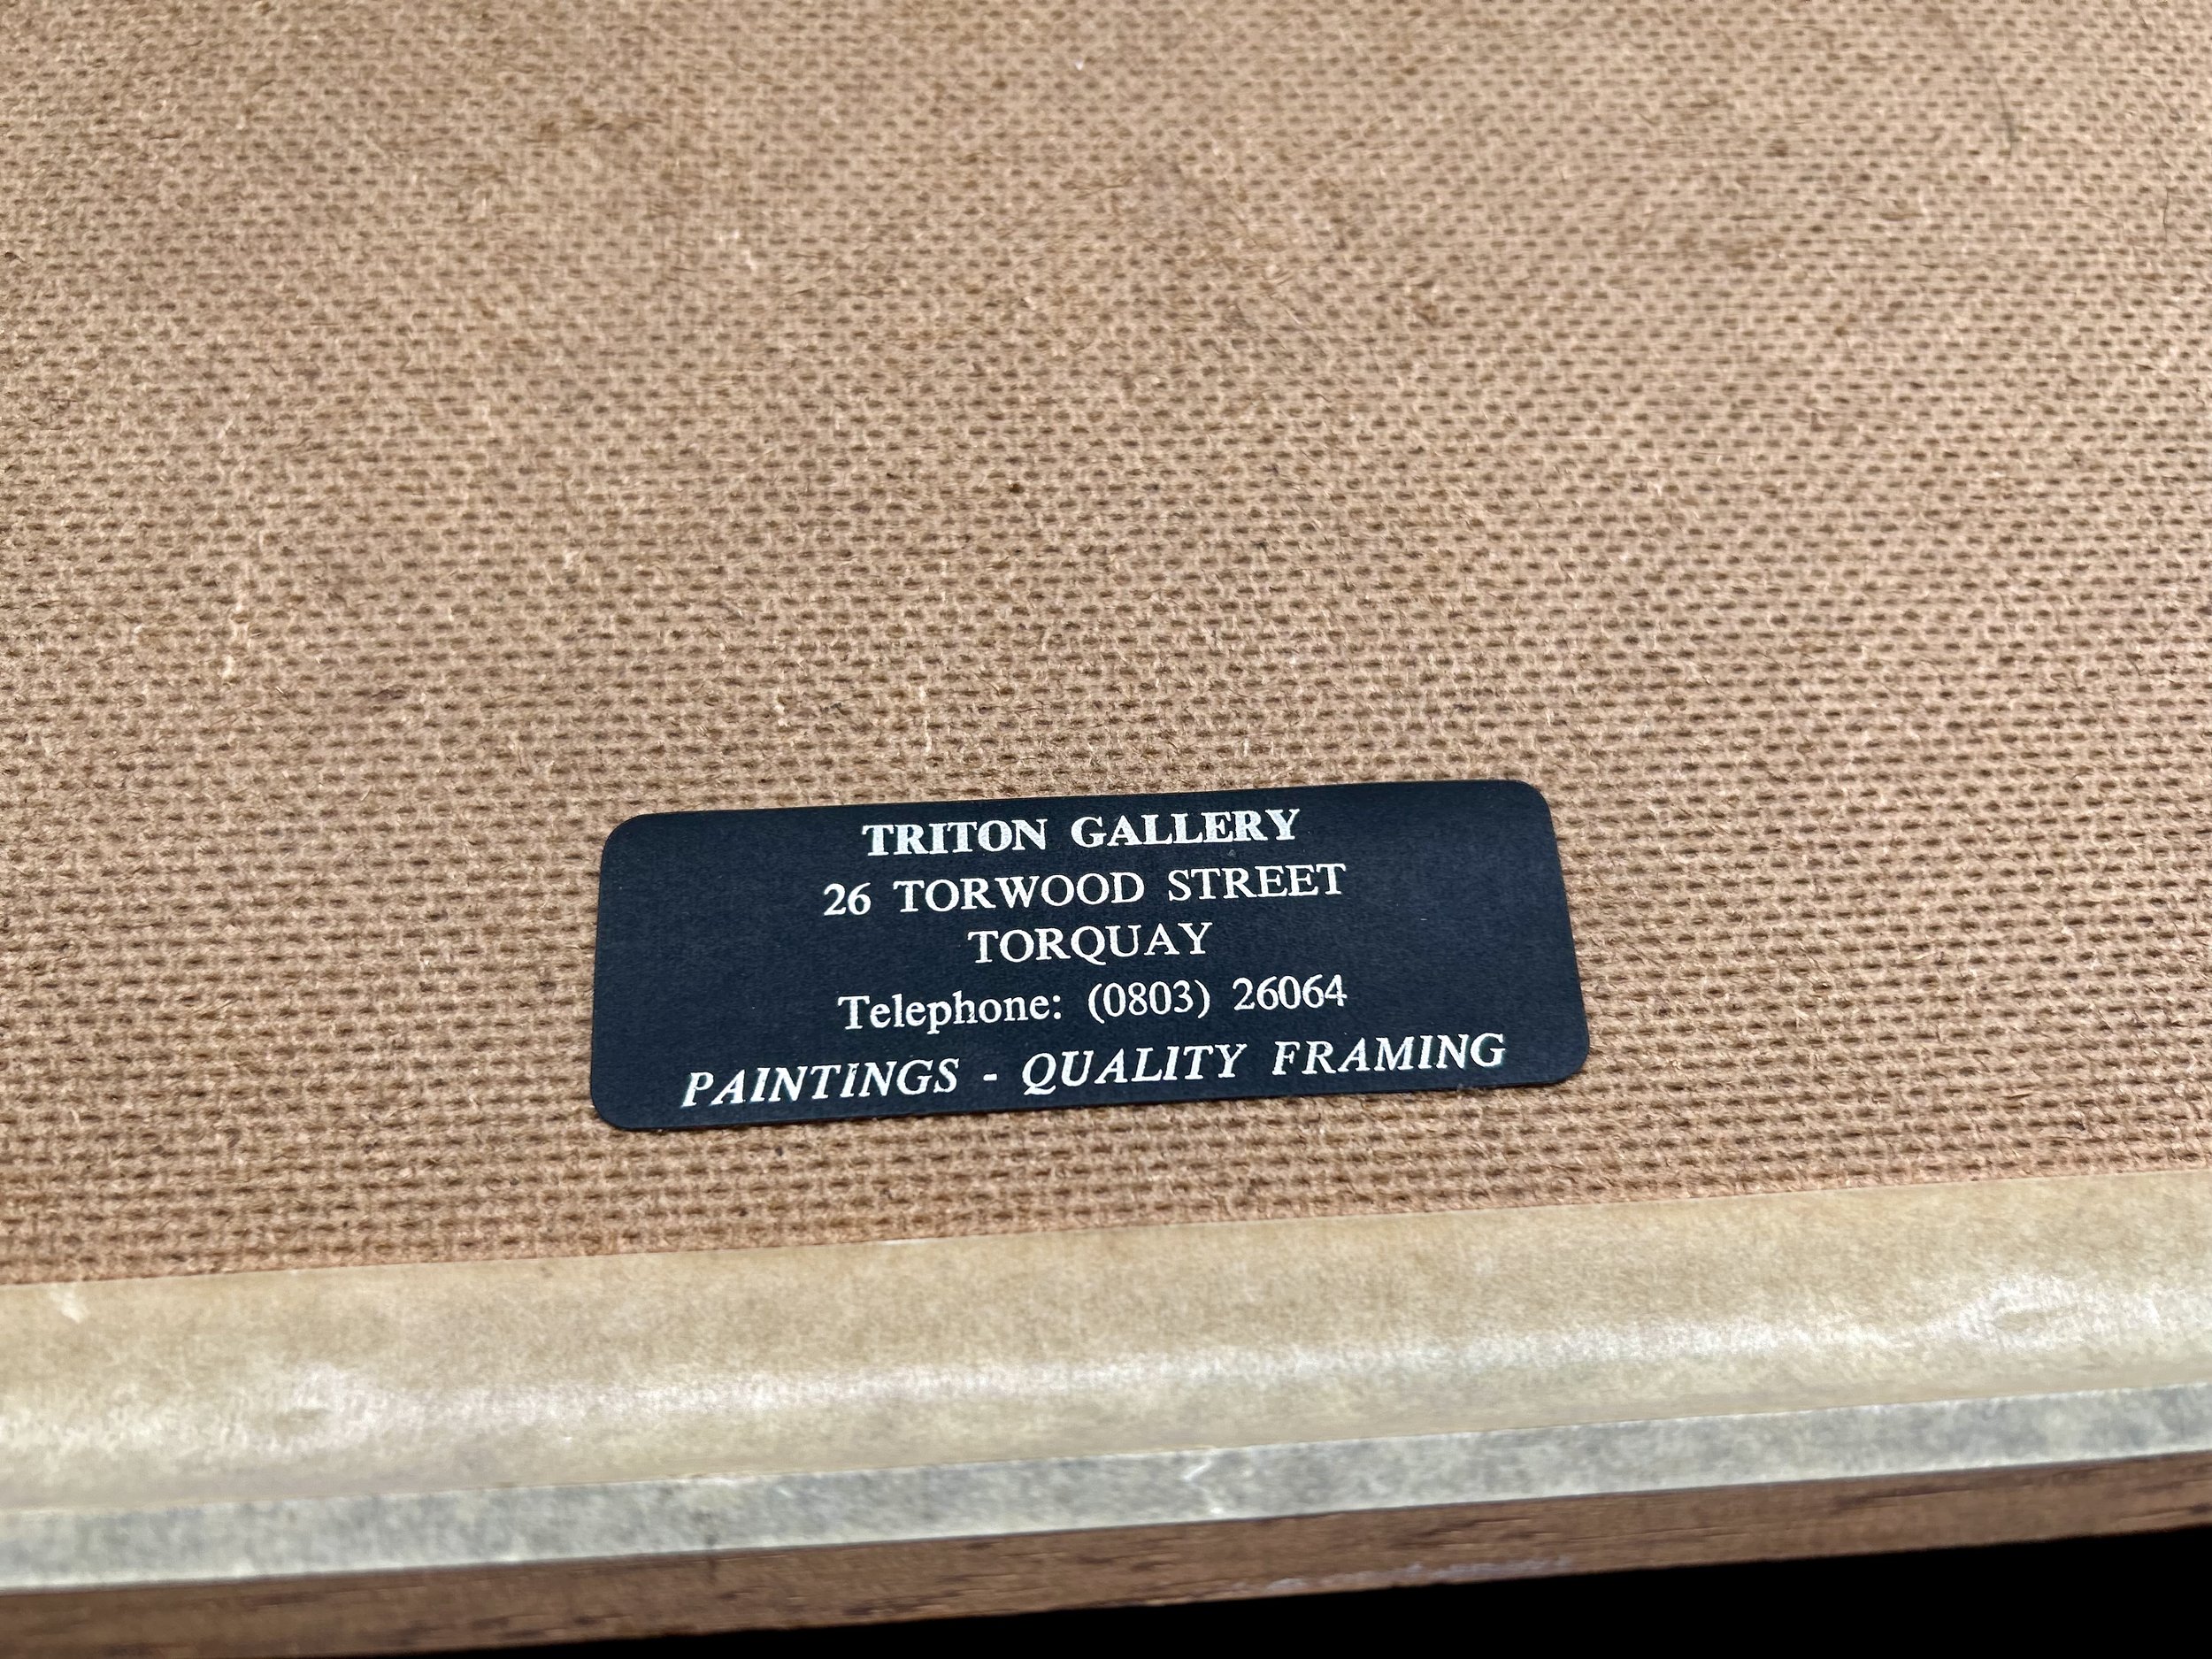 TRITON GALLERY
26 TORWOOD STREET
TORQUAY
Telephone: (0803) 26064
PAINTINGS - QUALITY FRAMING